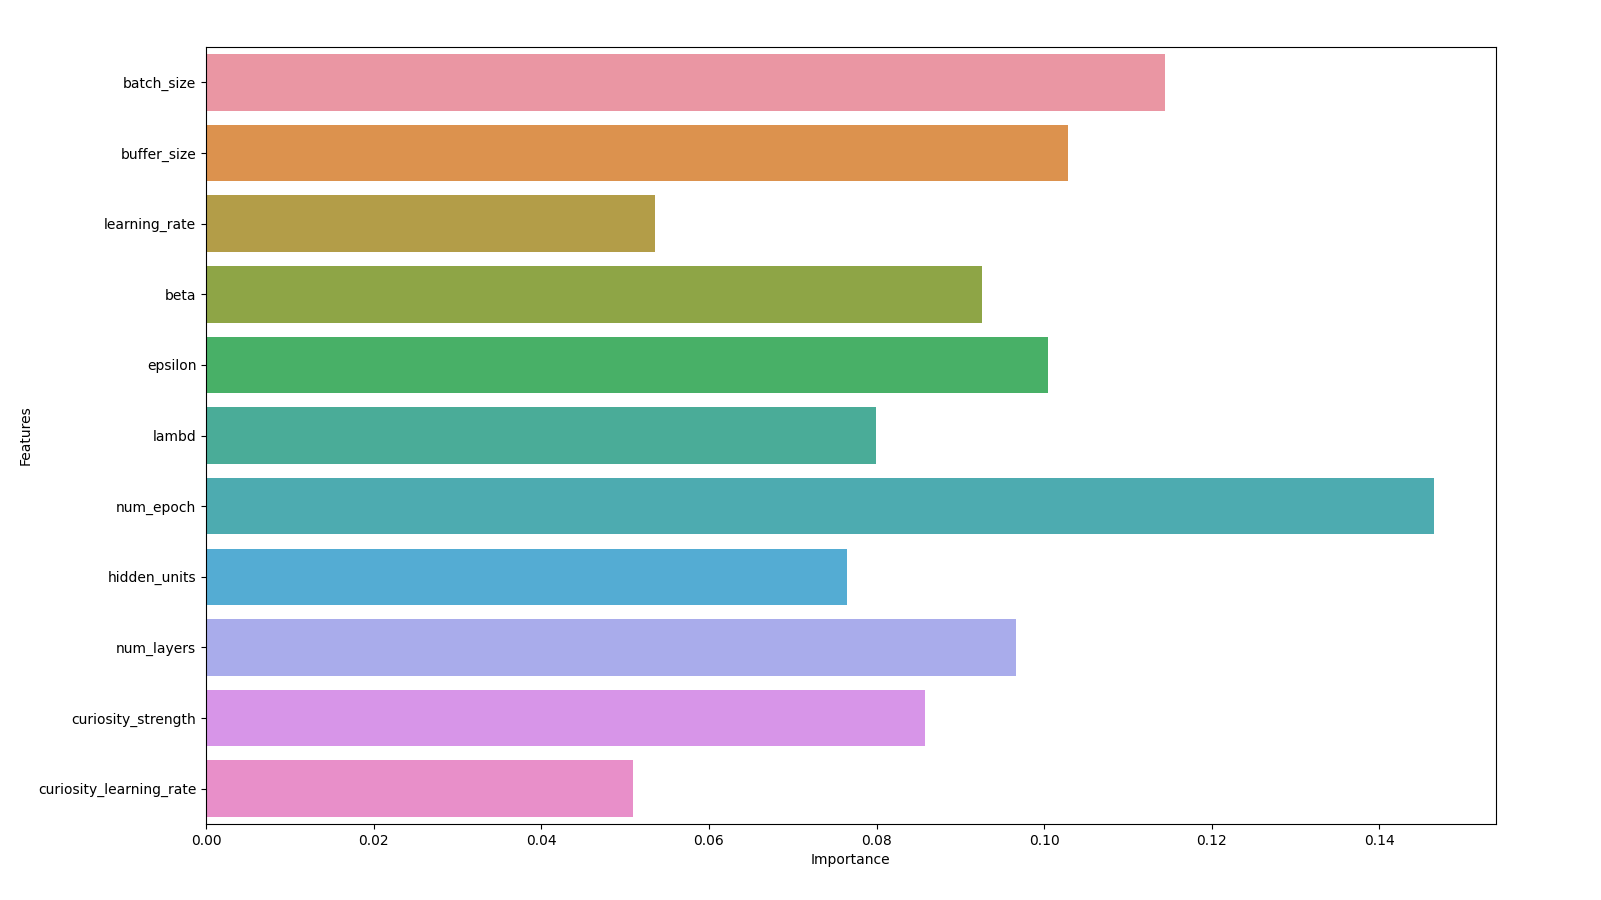 batch_size
buffer_size
learning_rate
beta
epsilon
lambd
num_epoch
hidden_units
num_layers
curiosity_strength
curiosity_learning_rate
Features
0.00 0.02 0.04 0.06 0.08 0.10 0.12 0.14
Importance